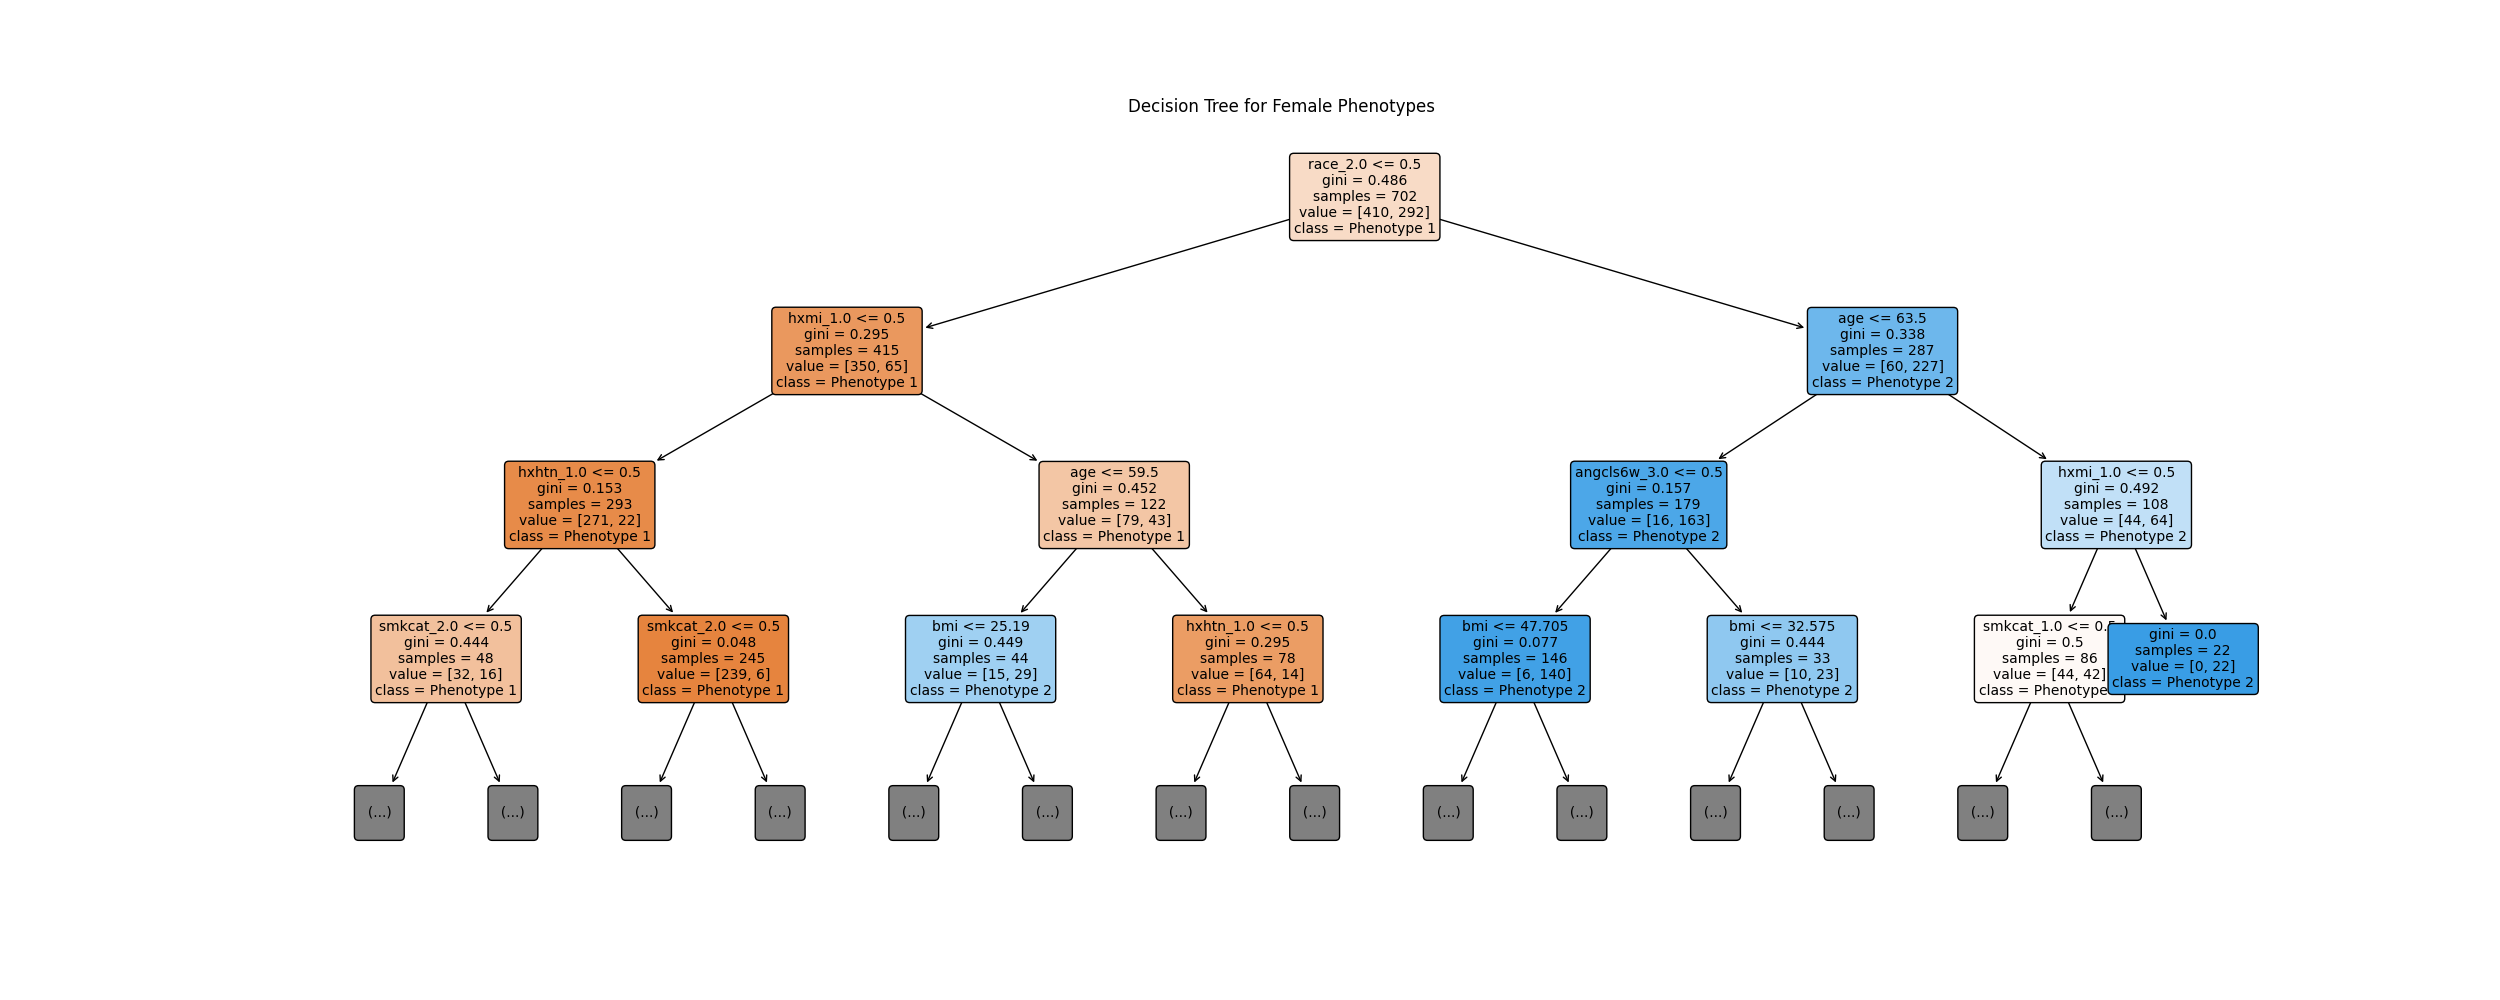 Decision Tree for Female Phenotypes
race_2.0 <= 0.5
gini = 0.486
samples = 702
value = [410, 292]
class = Phenotype 1
hxmi_1.0 <= 0.5
gini = 0.295
samples = 415
value = [350, 65]
class = Phenotype 1
age <= 63.5
gini = 0.338
samples = 287
value = [60, 227]
class = Phenotype 2
hxhtn_1.0 <= 0.5
gini = 0.153
samples = 293
value = [271, 22]
class = Phenotype 1
age <= 59.5
gini = 0.452
samples = 122
value = [79, 43]
class = Phenotype 1
angcls6w_3.0 <= 0.5
gini = 0.157
samples = 179
value = [16, 163]
class = Phenotype 2
hxmi_1.0 <= 0.5
gini = 0.492
samples = 108
value = [44, 64]
class = Phenotype 2
smkcat_2.0 <= 0.5
gini = 0.444
samples = 48
value = [32, 16]
class = Phenotype 1
smkcat_2.0 <= 0.5
gini = 0.048
samples = 245
value = [239, 6]
class = Phenotype 1
bmi <= 25.19
gini = 0.449
samples = 44
value = [15, 29]
class = Phenotype 2
hxhtn_1.0 <= 0.5
gini = 0.295
samples = 78
value = [64, 14]
class = Phenotype 1
bmi <= 47.705
gini = 0.077
samples = 146
value = [6, 140]
class = Phenotype 2
bmi <= 32.575
gini = 0.444
samples = 33
value = [10, 23]
class = Phenotype 2
smkcat_1.0 <= 0.5
gini = 0.5
samples = 86
value = [44, 42]
class = Phenotype
gini = 0.0
samples = 22
value = [0, 22]
class = Phenotype 2
(...)
(...)
(...)
(...)
(...)
(...)
(...)
(...)
(...)
(...)
(...)
(...)
(...)
(...)